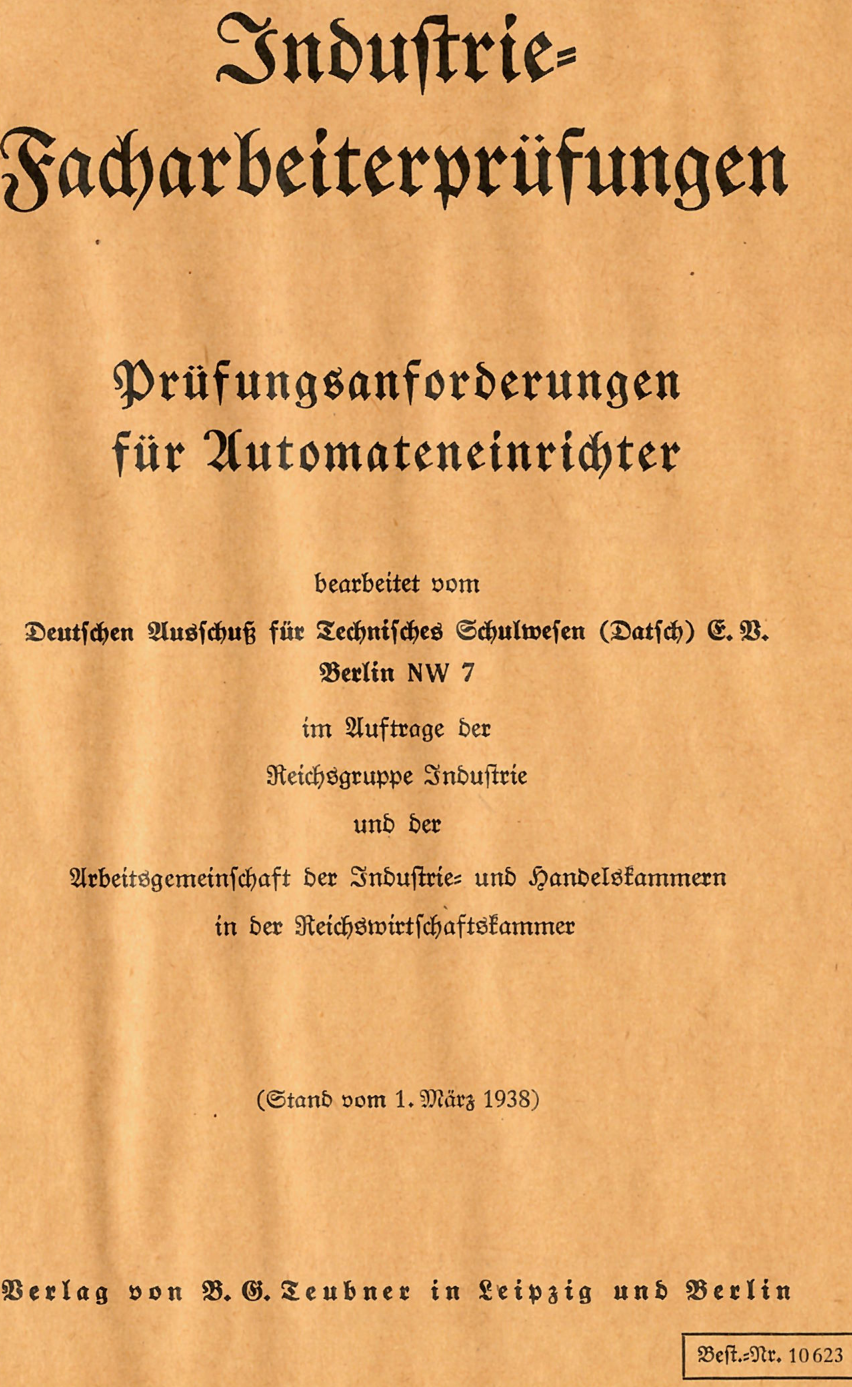 Industrie-
Facharbeiterprüfungen
Prüfungsanforderungen
für Automateneinrichter
bearbeitet vom
Deutschen Ausschuß für Technisches Schulwesen (Datsch) E. V.
Berlin NW 7
im Auftrage der
Reichsgruppe Industrie
und der
Arbeitsgemeinschaft der Industrie- und Handelskammern
in der Reichswirtschaftskammer
(Stand vom 1. März 1938)
Verlag von B. G. Teubner in Leipzig und Berlin
Best.-Nr. 10623